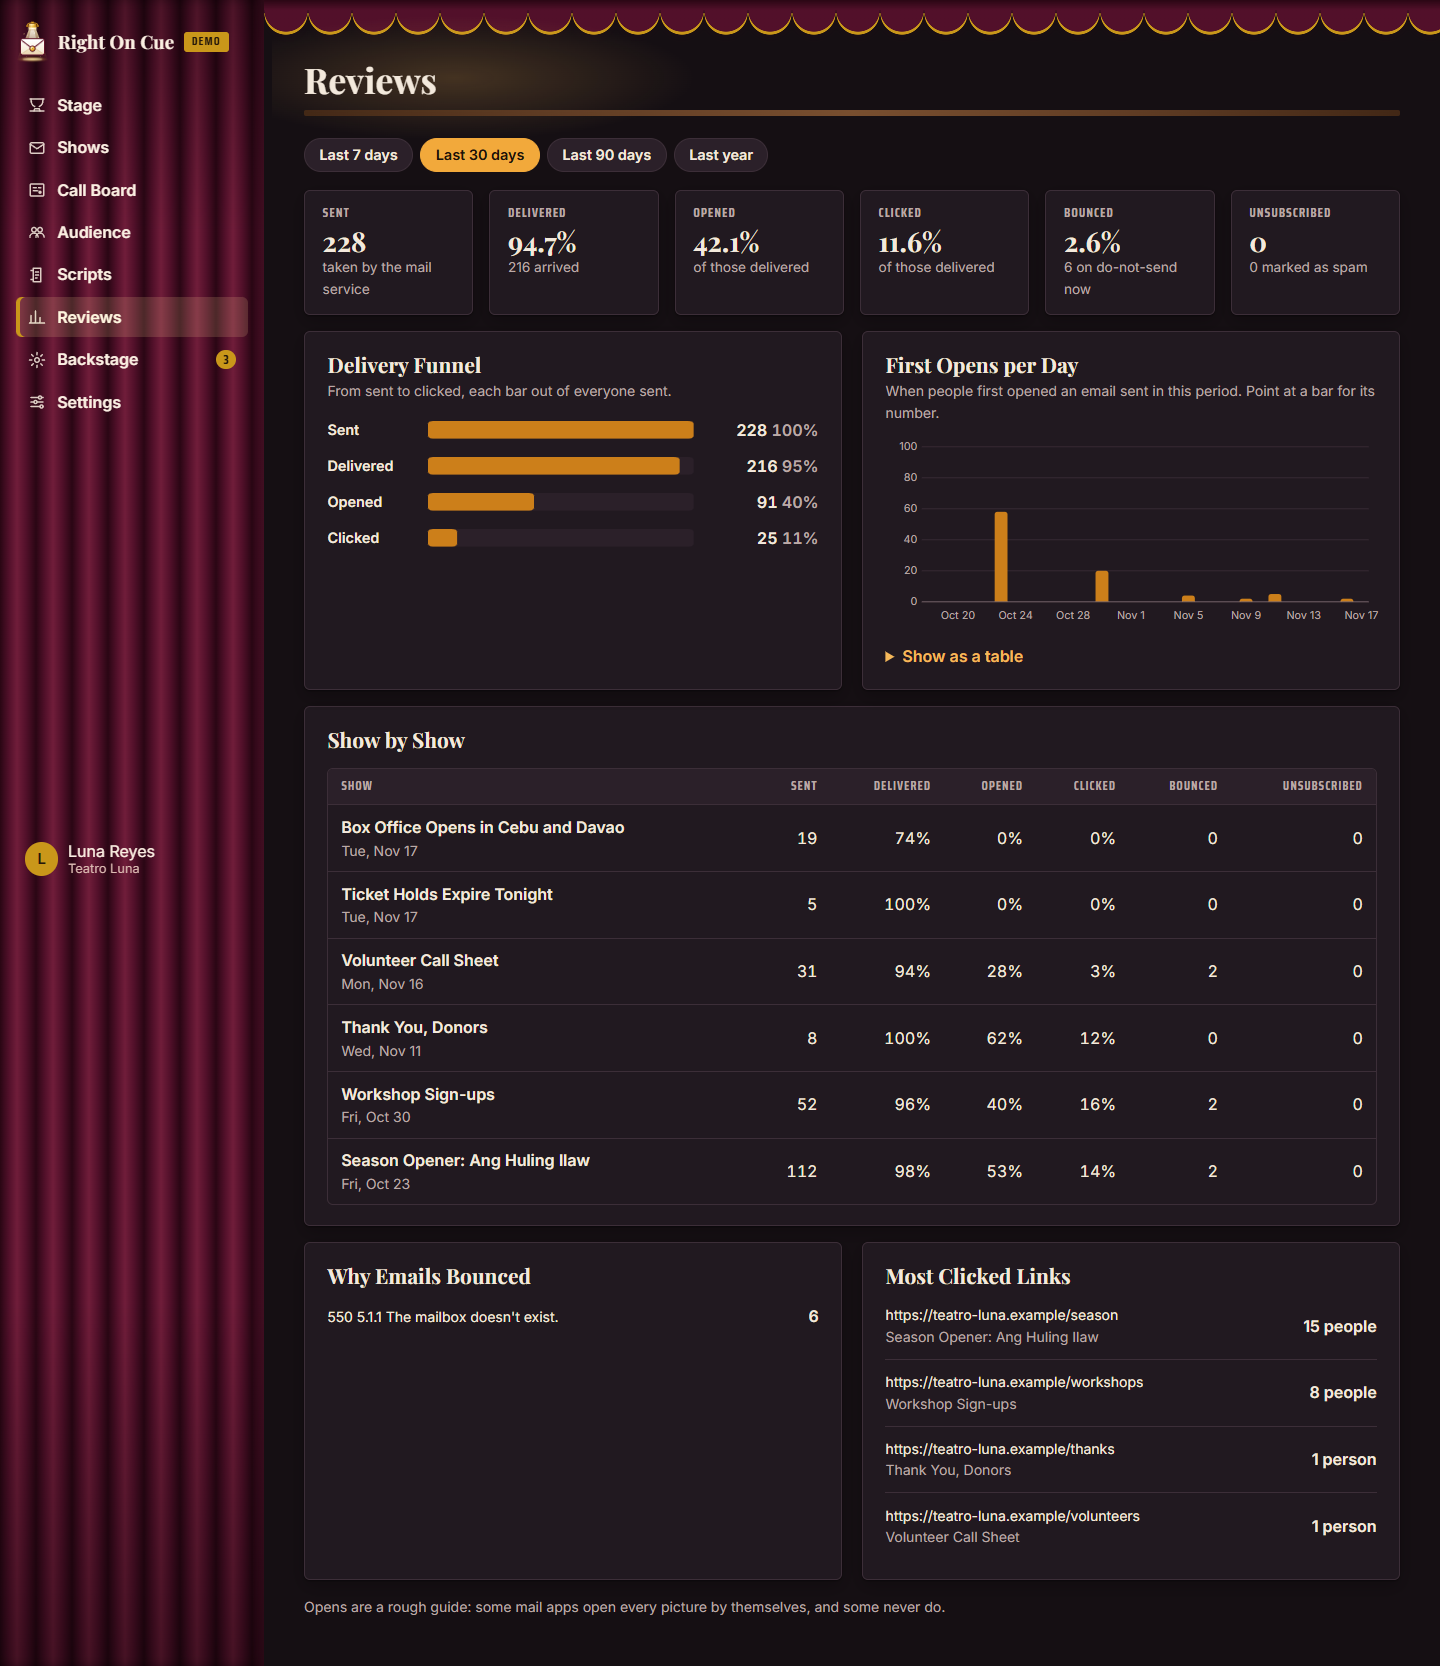 Right On Cue DEMO
Stage
Shows
Call Board
Audience
Scripts
Reviews
Backstage 3
Settings
L
Luna Reyes
Teatro Luna
Reviews
Last 7 days
Last 30 days
Last 90 days
Last year
SENT
228
taken by the mail
service
DELIVERED
94.7%
216 arrived
OPENED
42.1%
of those delivered
CLICKED
11.6%
of those delivered
BOUNCED
2.6%
6 on do-not-send
now
UNSUBSCRIBED
0
0 marked as spam
Delivery Funnel
From sent to clicked, each bar out of everyone sent.
Sent 228 100%
Delivered 216 95%
Opened 91 40%
Clicked 25 11%
First Opens per Day
When people first opened an email sent in this period. Point at a bar for its
number.
100
80
60
40
20
0
Oct 20 Oct 24 Oct 28 Nov 1 Nov 5 Nov 9 Nov 13 Nov 17
Show as a table
Show by Show
SHOW SENT DELIVERED OPENED CLICKED BOUNCED UNSUBSCRIBED
Box Office Opens in Cebu and Davao
Tue, Nov 17
19 74% 0% 0% 0 0
Ticket Holds Expire Tonight
Tue, Nov 17
5 100% 0% 0% 0 0
Volunteer Call Sheet
Mon, Nov 16
31 94% 28% 3% 2 0
Thank You, Donors
Wed, Nov 11
8 100% 62% 12% 0 0
Workshop Sign-ups
Fri, Oct 30
52 96% 40% 16% 2 0
Season Opener: Ang Huling Ilaw
Fri, Oct 23
112 98% 53% 14% 2 0
Why Emails Bounced
550 5.1.1 The mailbox doesn't exist. 6
Most Clicked Links
https://teatro-luna.example/season
Season Opener: Ang Huling Ilaw
15 people
https://teatro-luna.example/workshops
Workshop Sign-ups
8 people
https://teatro-luna.example/thanks
Thank You, Donors
1 person
https://teatro-luna.example/volunteers
Volunteer Call Sheet
1 person
Opens are a rough guide: some mail apps open every picture by themselves, and some never do.